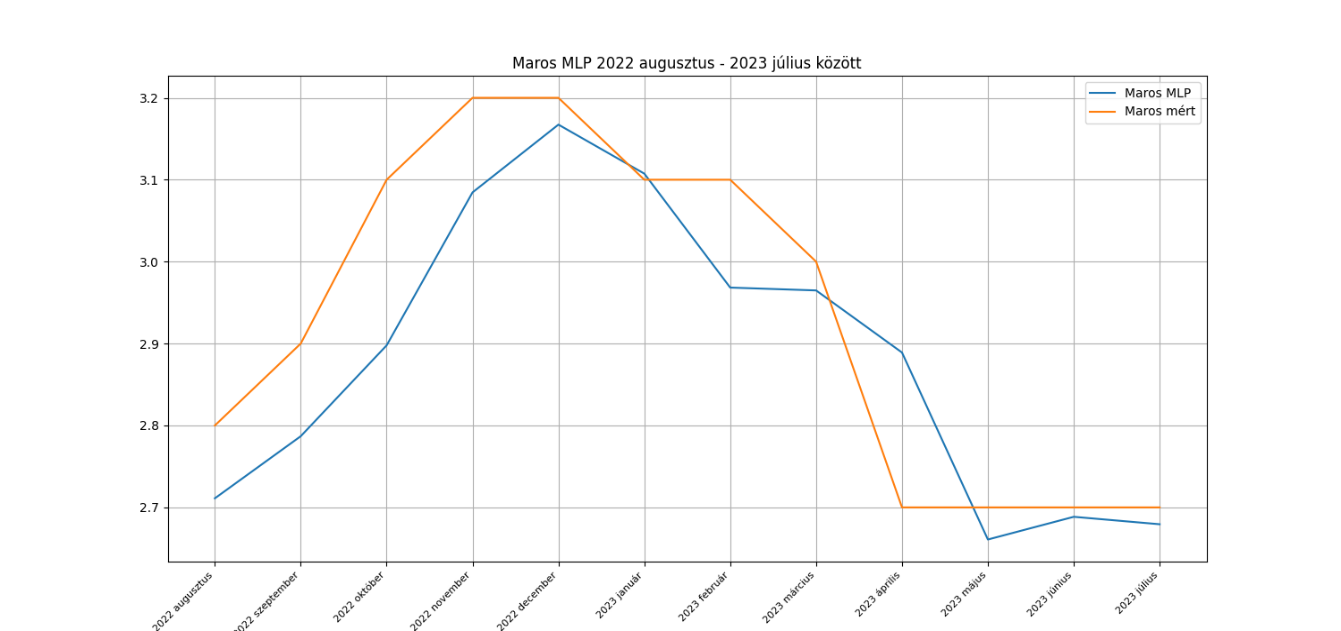 Maros MLP 2022 augusztus - 2023 július között
Maros MLP
Maros mért
3.2
3.1
3.0
2.9
2.8
2.7
2022 augusztus
2022 szeptember
2022 október
2022 november
2022 december
2023 január
2023 február
2023 március
2023 április
2023 május
2023 június
2023 július